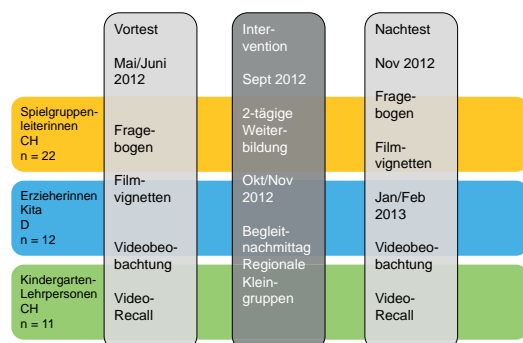 Vortest
Mai/Juni
2012
Frage-
bogen
Film-
vignetten
Videobeo-
bachtung
Video-
Recall
Inter-
vention
Sept 2012
2-tägige
Weiter-
bildung
Okt/Nov
2012
Begleit-
nachmittag
Regionale
Klein-
gruppen
Nachtest
Nov 2012
Frage-
bogen
Film-
vignetten
Jan/Feb
2013
Videobeo-
bachtung
Video-
Recall
Spielgruppen-
leiterinnen
CH
n = 22
Erzieherinnen
Kita
D
n = 12
Kindergarten-
Lehrpersonen
CH
n = 11